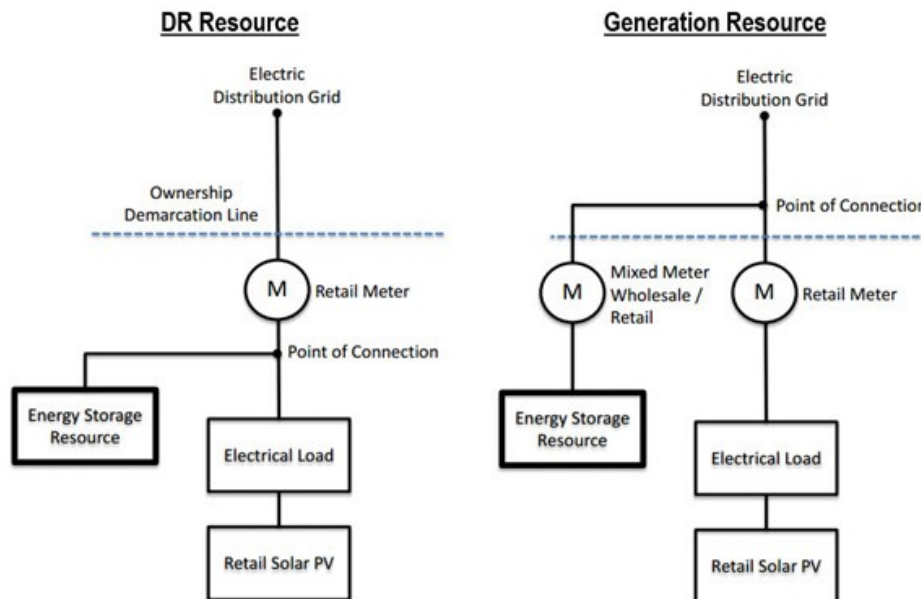 DR Resource
Electric
Distribution Grid
Ownership
Demarcation Line
M
Retail Meter
Point of Connection
Energy Storage
Resource
Electrical Load
Retail Solar PV
Generation Resource
Electric
Distribution Grid
Point of Connection
M
Mixed Meter
Wholesale /
Retail
M
Retail Meter
Energy Storage
Resource
Electrical Load
Retail Solar PV